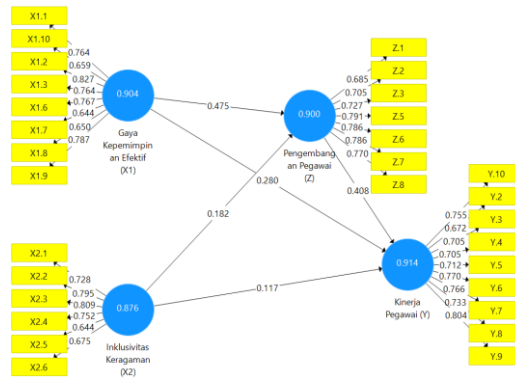 X1.1
X1.10
X1.2
X1.3
X1.6
X1.7
X1.8
X1.9
0.764
0.659
0.827
0.764
0.767
0.644
0.650
0.787
0.904
Gaya
Kepemimpin
an Efektif
(X1)
0.475
0.280
0.182
0.117
0.408
0.900
Pengembang
an Pegawai
(Z)
Z.1
Z.2
Z.3
Z.5
Z.6
Z.7
Z.8
0.685
0.705
0.727
0.791
0.786
0.786
0.770
X2.1
X2.2
X2.3
X2.4
X2.5
X2.6
0.728
0.795
0.809
0.752
0.644
0.675
0.876
Inklusivitas
Keragaman
(X2)
0.914
Kinerja
Pegawai (Y)
0.755
0.672
0.705
0.705
0.712
0.770
0.766
0.733
0.804
Y.10
Y.2
Y.3
Y.4
Y.5
Y.6
Y.7
Y.8
Y.9